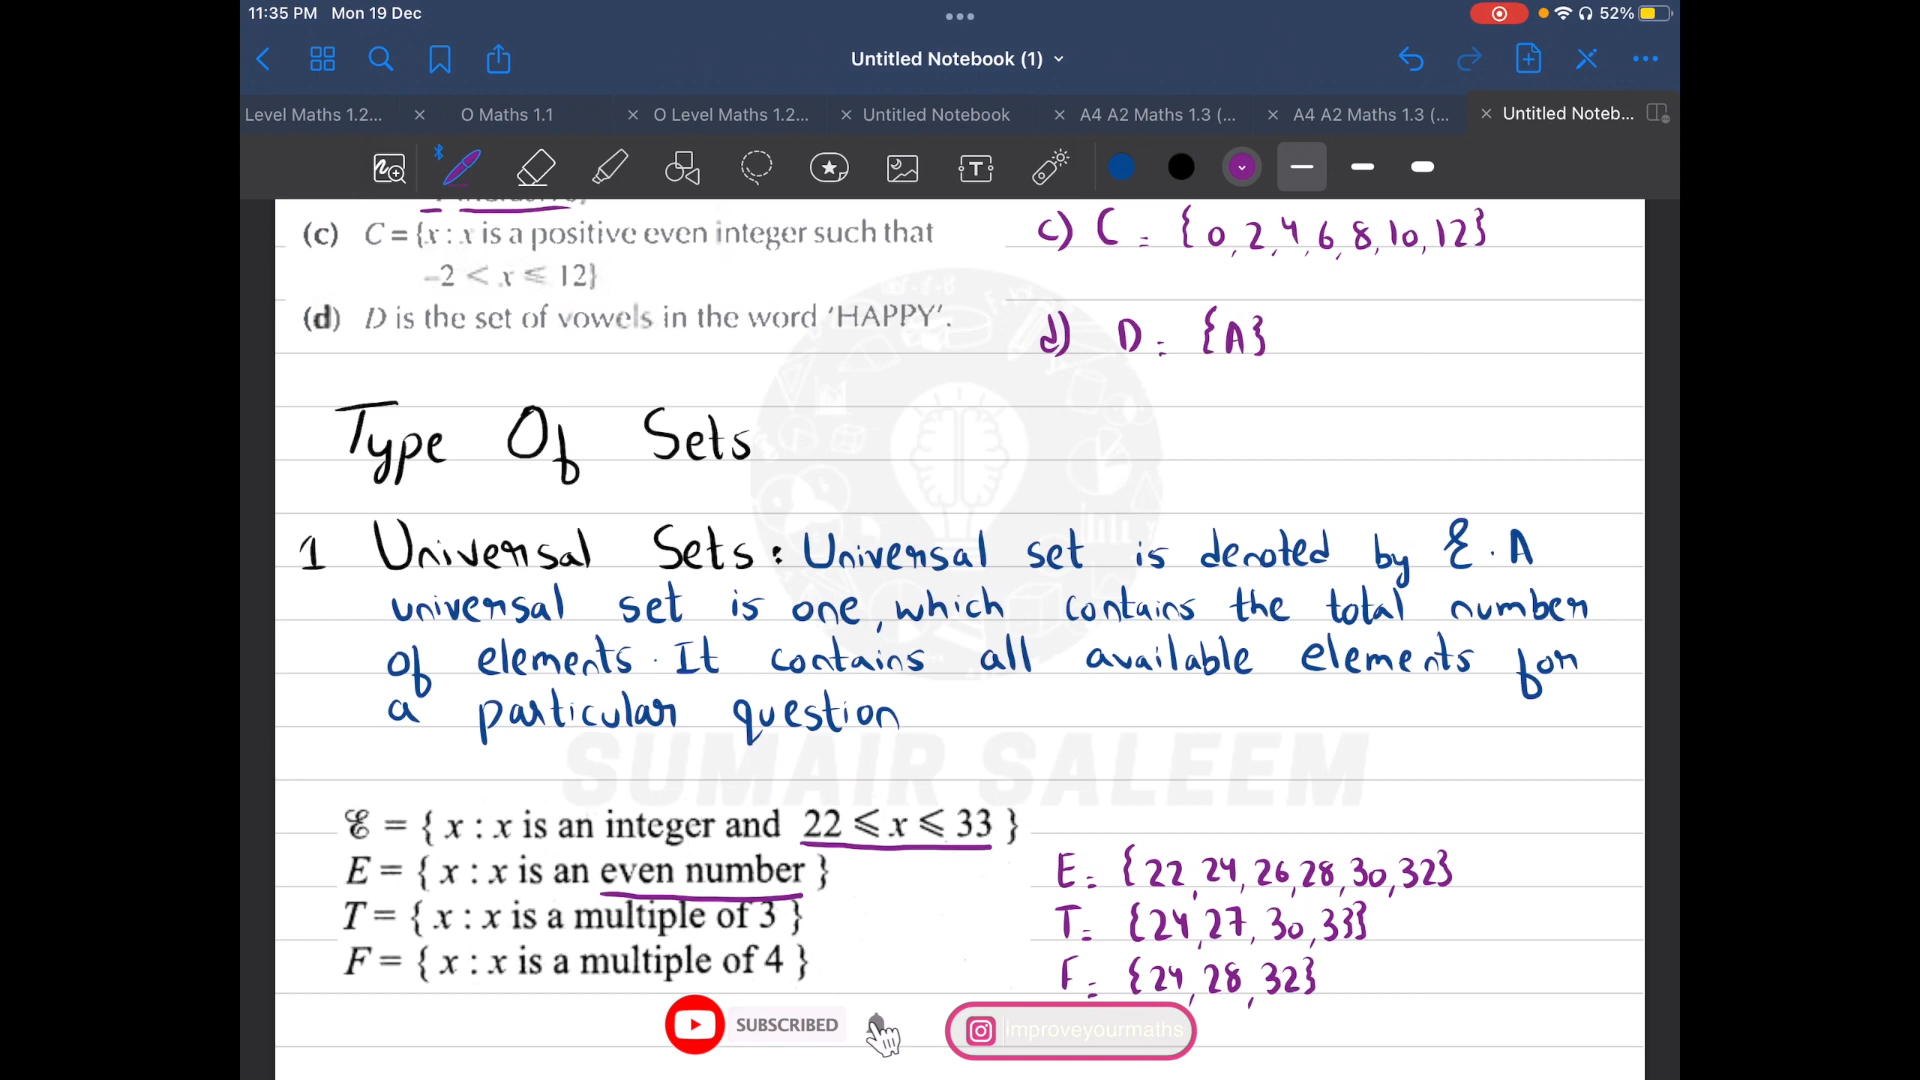 11:35 PM Mon 19 Dec
52%
Untitled Notebook (1)
Level Maths 1.2...
O Maths 1.1
O Level Maths 1.2...
Untitled Notebook
A4 A2 Maths 1.3 (...
A4 A2 Maths 1.3 (...
Untitled Noteb...
(c) C = {x : x is a positive even integer such that
–2 < x ⩽ 12}
c) C = {0, 2, 4, 6, 8, 10, 12}
(d) D is the set of vowels in the word ‘HAPPY’.
d) D = {A}
Type Of Sets
1 Universal Sets: Universal set is denoted by ℰ. A
universal set is one, which contains the total number
of elements. It contains all available elements for
a particular question
SUMAIR SALEEM
ℰ = { x : x is an integer and 22 ⩽ x ⩽ 33 }
E = { x : x is an even number }
T = { x : x is a multiple of 3 }
F = { x : x is a multiple of 4 }
E = {22, 24, 26, 28, 30, 32}
T = {24, 27, 30, 33}
F = {24, 28, 32}
SUBSCRIBED
improveyourmaths